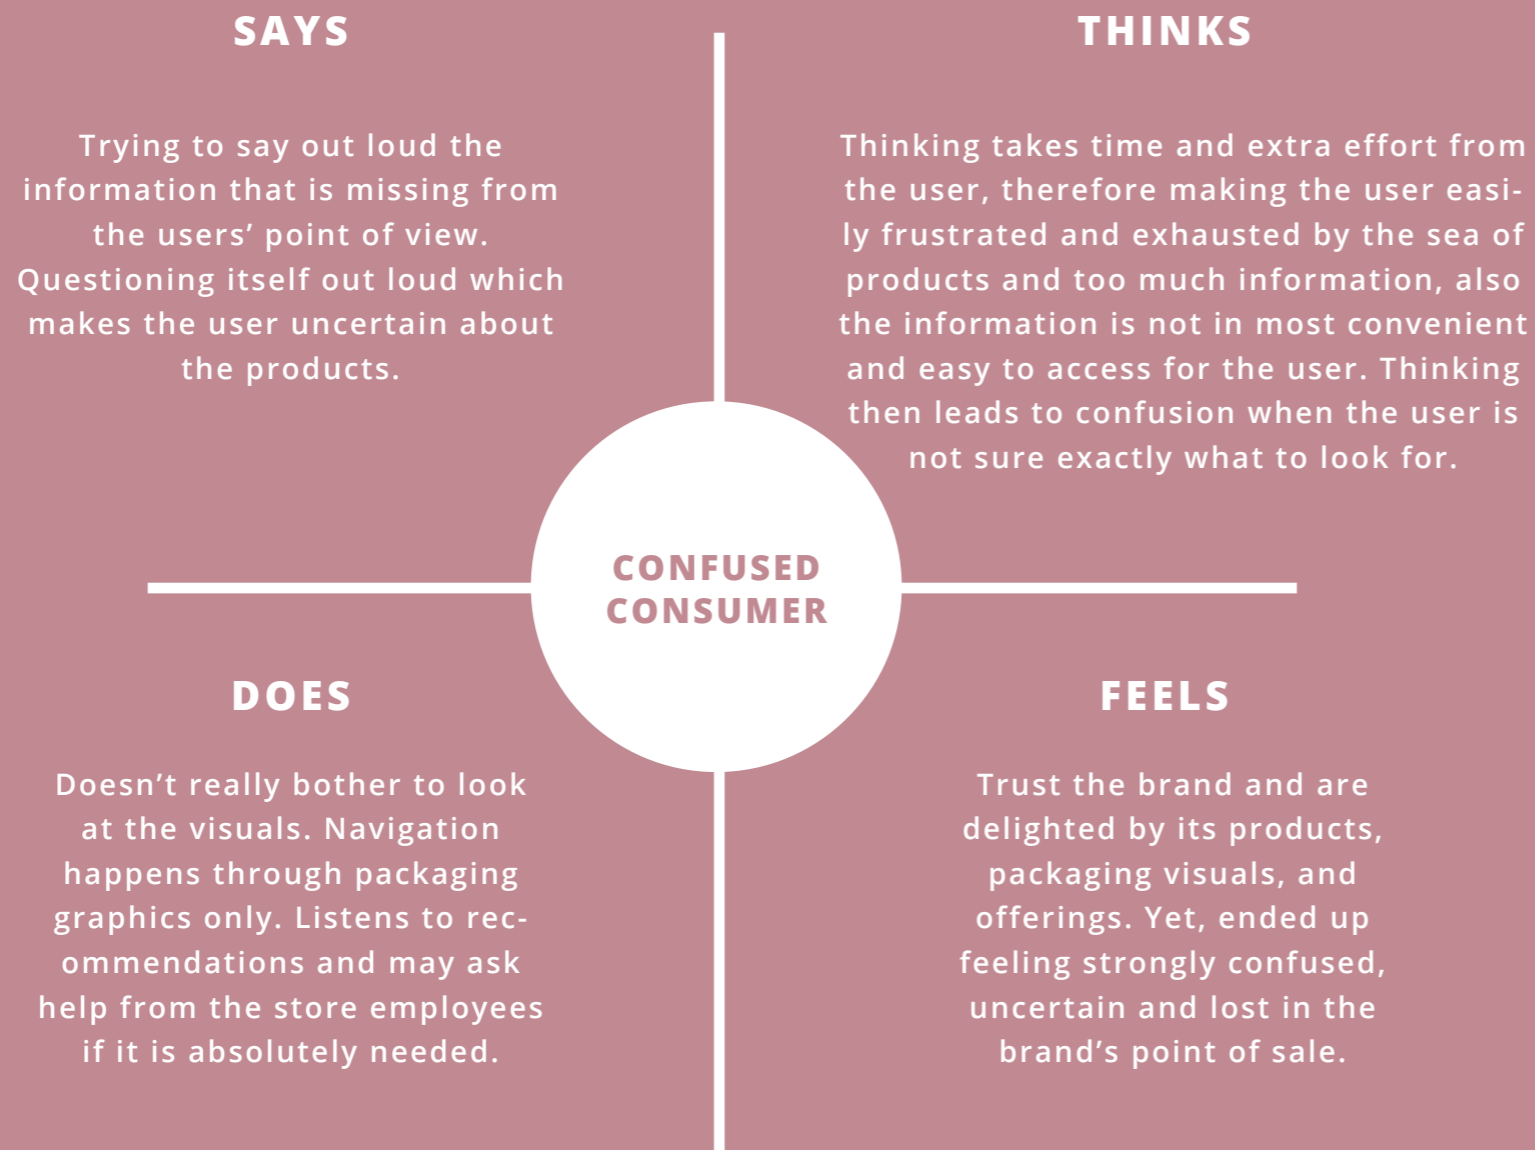 SAYS
Trying to say out loud the
information that is missing from
the users’ point of view.
Questioning itself out loud which
makes the user uncertain about
the products.
THINKS
Thinking takes time and extra effort from
the user, therefore making the user easi-
ly frustrated and exhausted by the sea of
products and too much information, also
the information is not in most convenient
and easy to access for the user. Thinking
then leads to confusion when the user is
not sure exactly what to look for.
CONFUSED
CONSUMER
DOES
Doesn’t really bother to look
at the visuals. Navigation
happens through packaging
graphics only. Listens to rec-
ommendations and may ask
help from the store employees
if it is absolutely needed.
FEELS
Trust the brand and are
delighted by its products,
packaging visuals, and
offerings. Yet, ended up
feeling strongly confused,
uncertain and lost in the
brand’s point of sale.